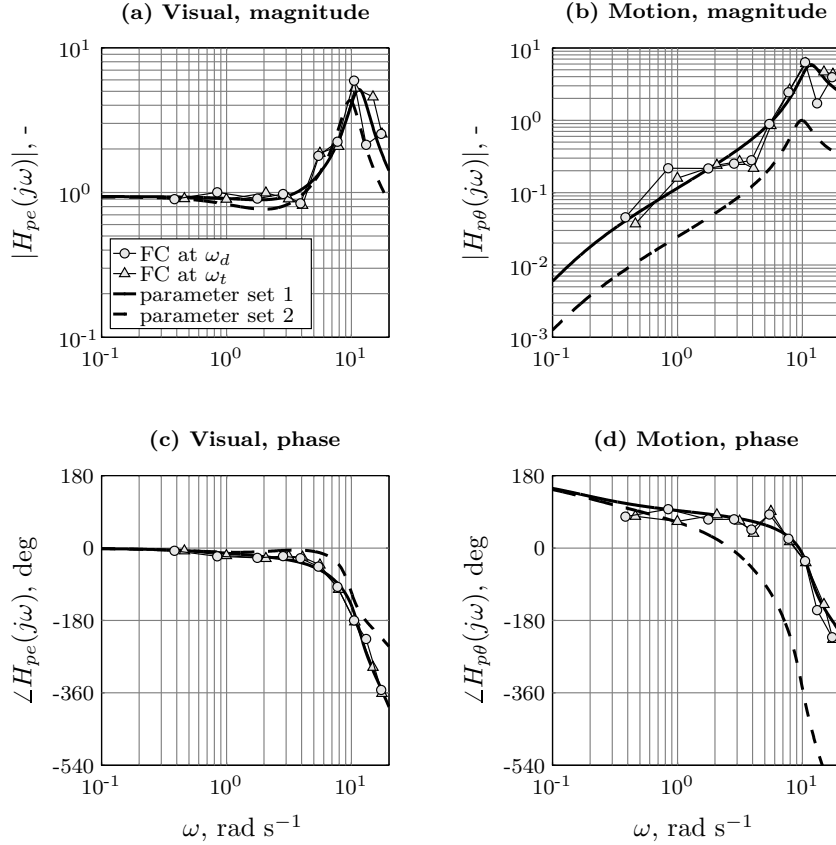 (a) Visual, magnitude
10^1
10^0
10^-1
|H_pe(jω)|, -
FC at ω_d
FC at ω_t
parameter set 1
parameter set 2
10^-1
10^0
10^1
(b) Motion, magnitude
10^1
10^0
10^-1
10^-2
10^-3
|H_pθ(jω)|, -
10^-1
10^0
10^1
(c) Visual, phase
180
0
-180
-360
-540
∠H_pe(jω), deg
10^-1
10^0
10^1
ω, rad s^-1
(d) Motion, phase
180
0
-180
-360
-540
∠H_pθ(jω), deg
10^-1
10^0
10^1
ω, rad s^-1